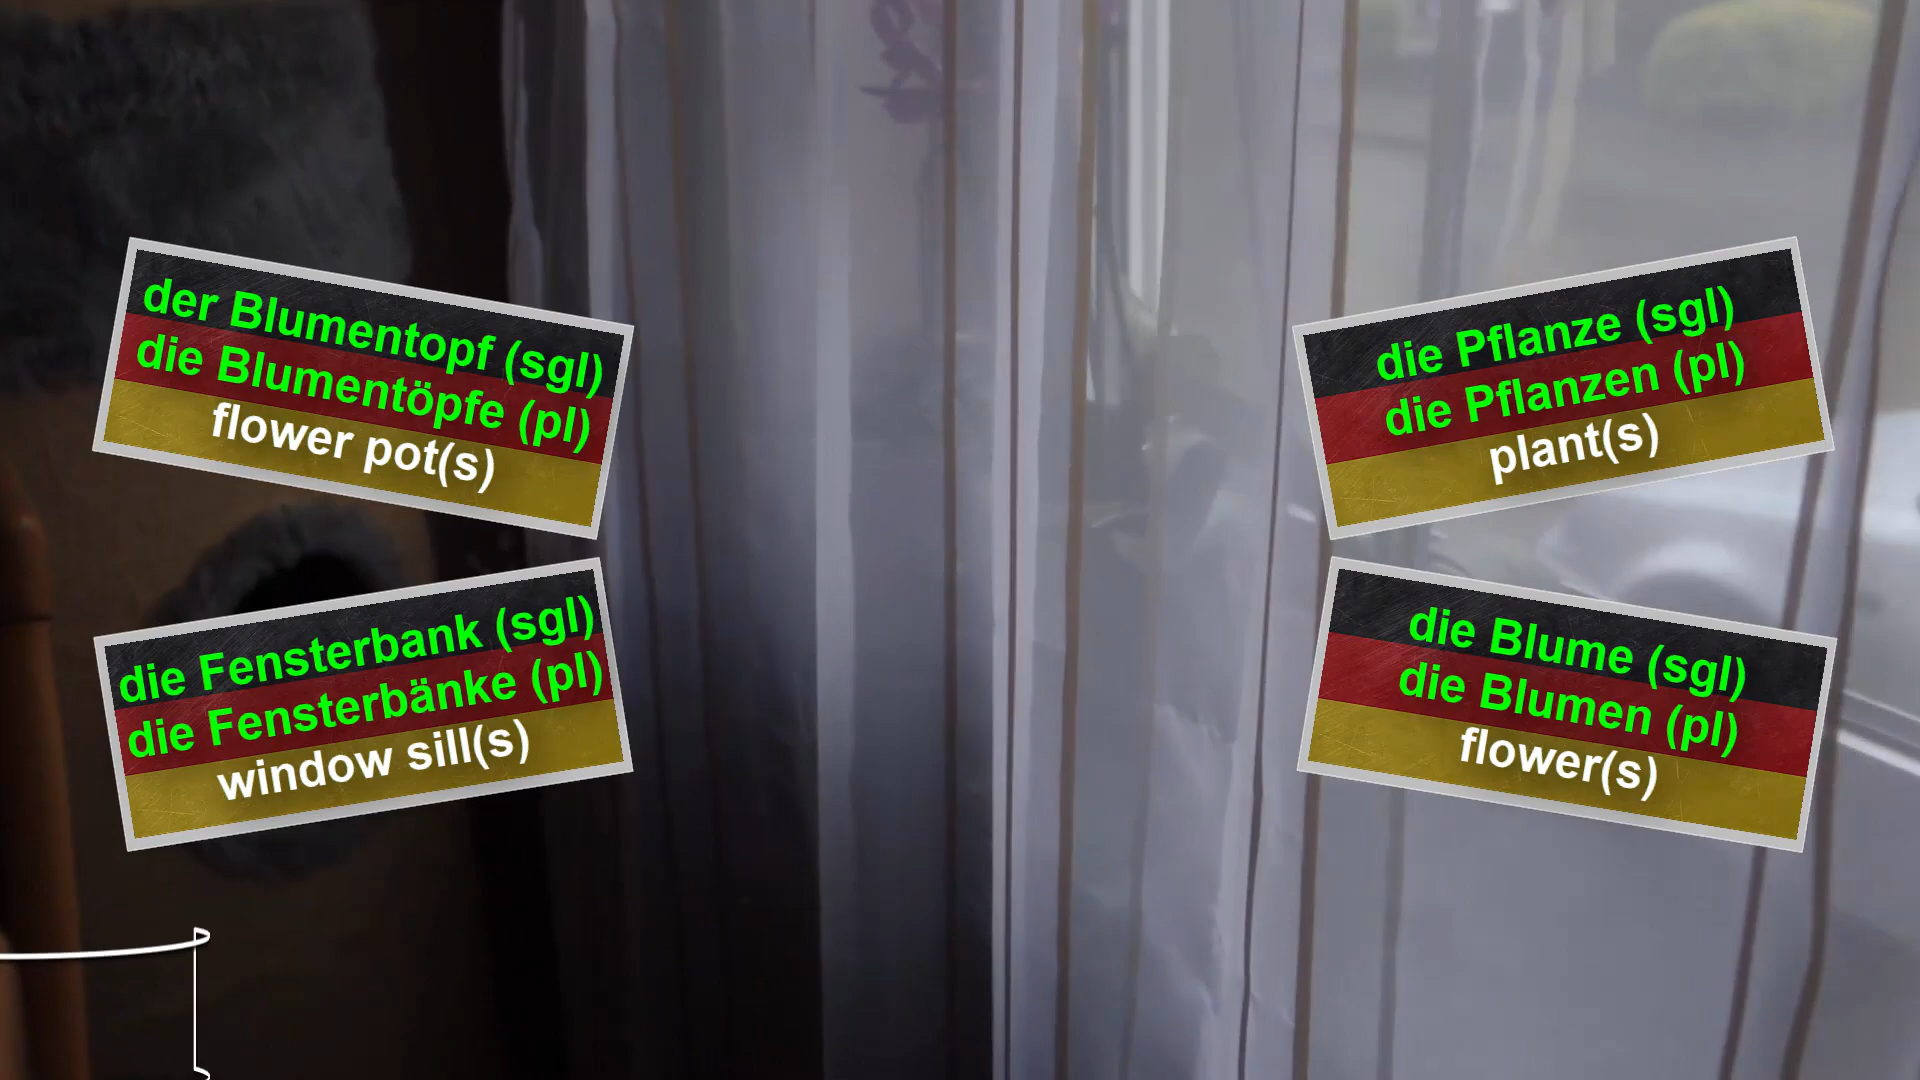 der Blumentopf (sgl)
die Blumentöpfe (pl)
flower pot(s)
die Pflanze (sgl)
die Pflanzen (pl)
plant(s)
die Fensterbank (sgl)
die Fensterbänke (pl)
window sill(s)
die Blume (sgl)
die Blumen (pl)
flower(s)